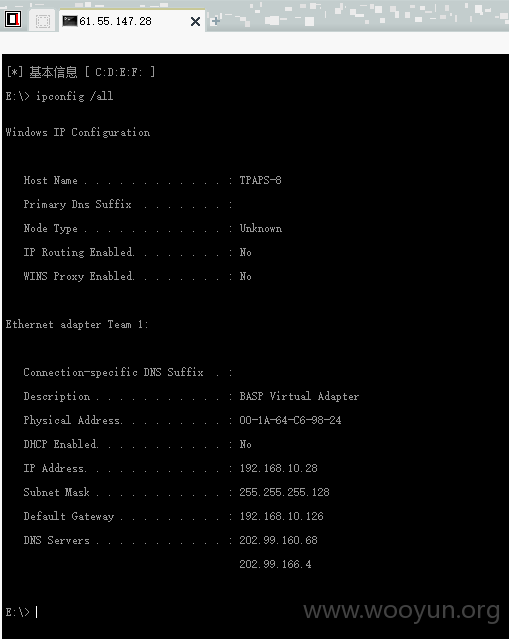 61.55.147.28
[*] 基本信息 [ C:D:E:F: ]
E:\> ipconfig /all
Windows IP Configuration
Host Name . . . . . . . . . . . . : TPAPS-8
Primary Dns Suffix . . . . . . . :
Node Type . . . . . . . . . . . . : Unknown
IP Routing Enabled. . . . . . . . : No
WINS Proxy Enabled. . . . . . . . : No
Ethernet adapter Team 1:
Connection-specific DNS Suffix . :
Description . . . . . . . . . . . : BASP Virtual Adapter
Physical Address. . . . . . . . . : 00-1A-64-C6-98-24
DHCP Enabled. . . . . . . . . . . : No
IP Address. . . . . . . . . . . . : 192.168.10.28
Subnet Mask . . . . . . . . . . . : 255.255.255.128
Default Gateway . . . . . . . . . : 192.168.10.126
DNS Servers . . . . . . . . . . . : 202.99.160.68
202.99.166.4
E:\>
www.wooyun.org